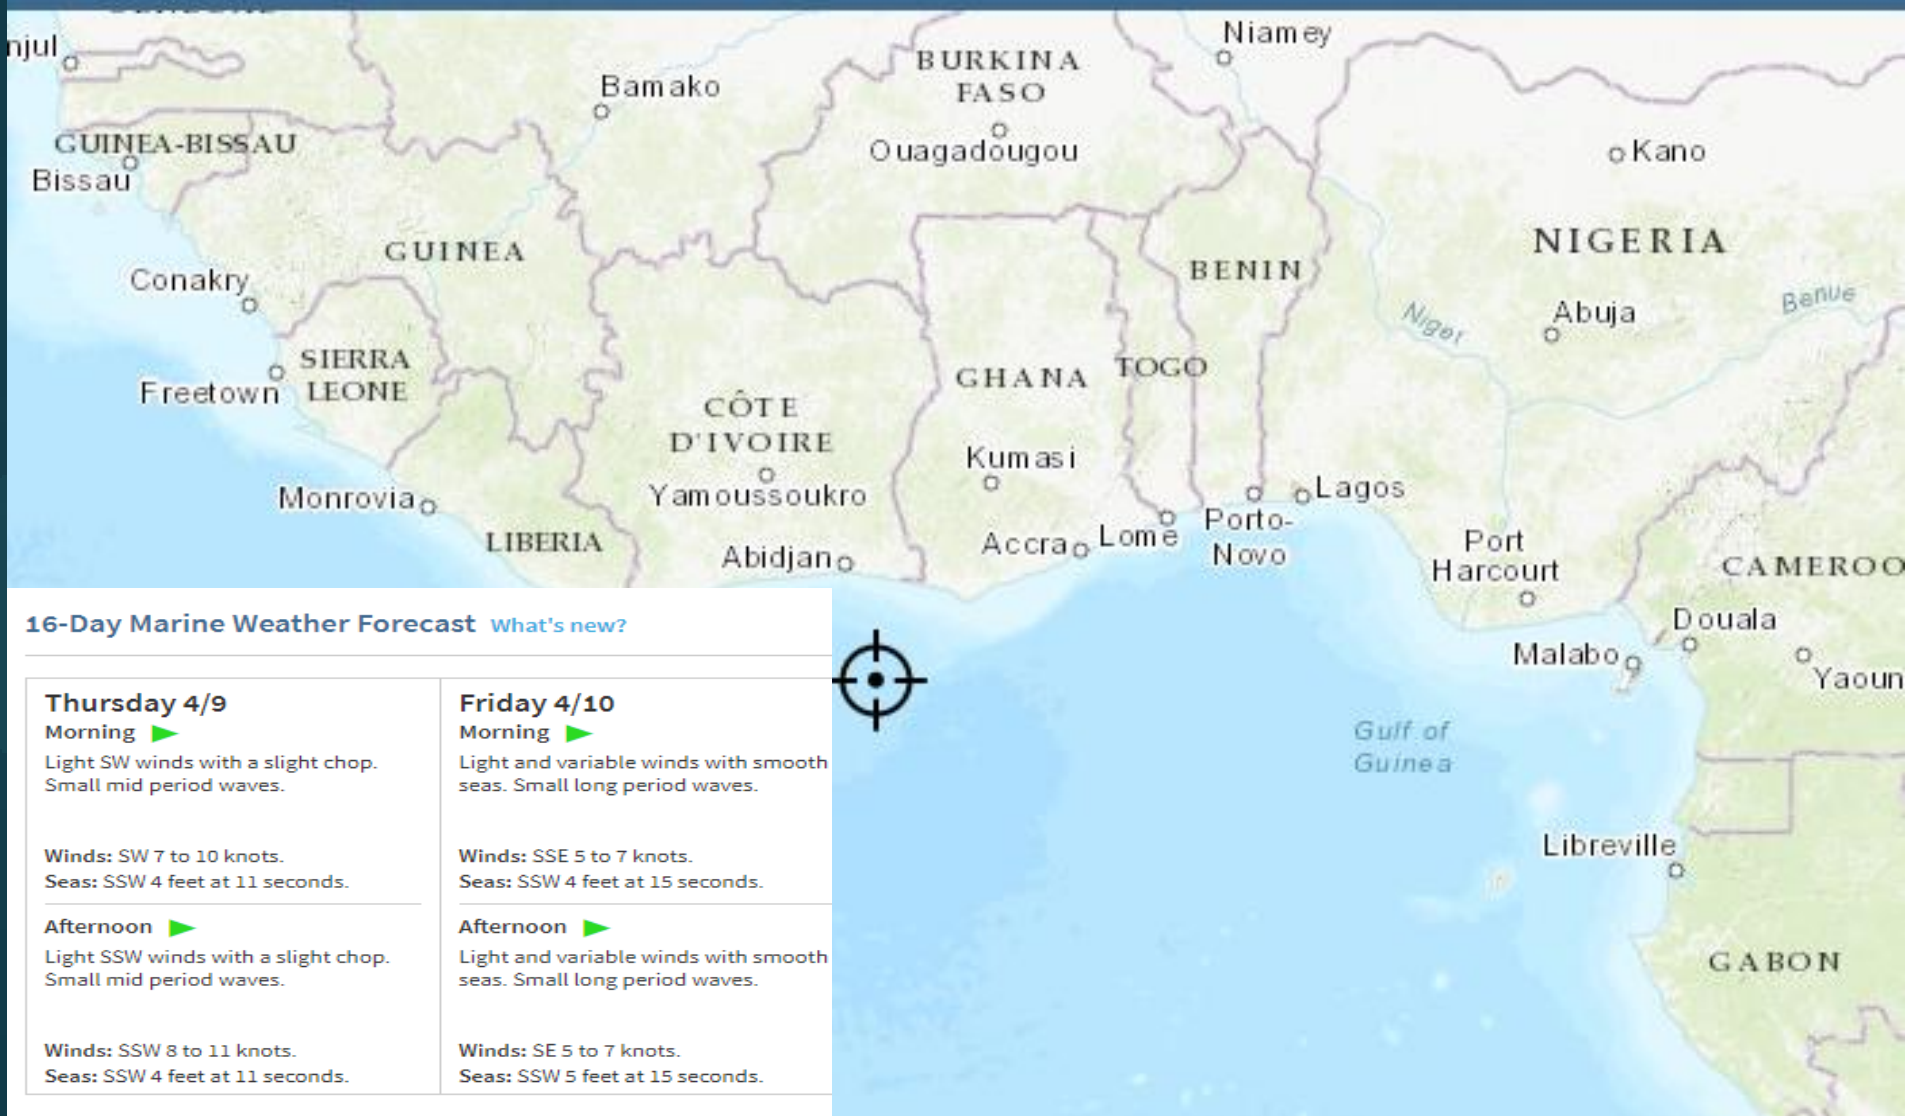 njul
Niamey
BURKINA
FASO
Bamako
Ouagadougou
Kano
GUINEA-BISSAU
Bissau
NIGERIA
GUINEA
BENIN
Conakry
Abuja
Benue
Niger
SIERRA
LEONE
Freetown
TOGO
GHANA
CÔTE
D'IVOIRE
Yamoussoukro
Kumasi
Monrovia
Lagos
Porto-
Novo
LIBERIA
Abidjan
Accra
Lomé
Port
Harcourt
CAMEROO
Douala
Malabo
Yaoun
Gulf of
Guinea
Libreville
GABON
16-Day Marine Weather Forecast What's new?
Thursday 4/9
Morning
Light SW winds with a slight chop.
Small mid period waves.
Winds: SW 7 to 10 knots.
Seas: SSW 4 feet at 11 seconds.
Afternoon
Light SSW winds with a slight chop.
Small mid period waves.
Winds: SSW 8 to 11 knots.
Seas: SSW 4 feet at 11 seconds.
Friday 4/10
Morning
Light and variable winds with smooth
seas. Small long period waves.
Winds: SSE 5 to 7 knots.
Seas: SSW 4 feet at 15 seconds.
Afternoon
Light and variable winds with smooth
seas. Small long period waves.
Winds: SE 5 to 7 knots.
Seas: SSW 5 feet at 15 seconds.